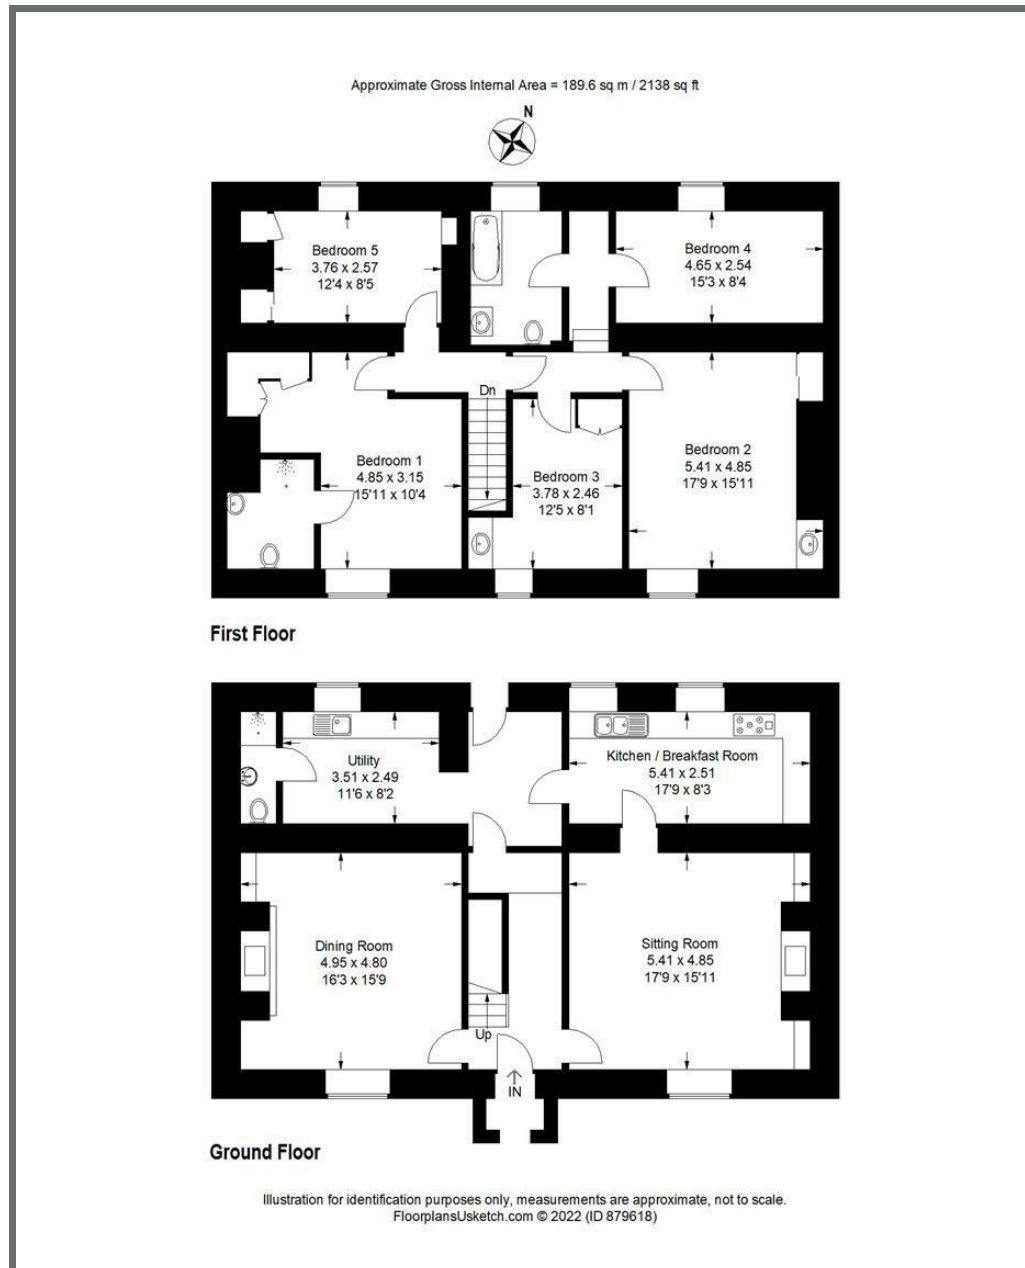 Approximate Gross Internal Area = 189.6 sq m / 2138 sq ft
N
Bedroom 5
3.76 x 2.57
12'4 x 8'5
Bedroom 4
4.65 x 2.54
15'3 x 8'4
Dn
Bedroom 1
4.85 x 3.15
15'11 x 10'4
Bedroom 3
3.78 x 2.46
12'5 x 8'1
Bedroom 2
5.41 x 4.85
17'9 x 15'11
First Floor
Utility
3.51 x 2.49
11'6 x 8'2
Kitchen / Breakfast Room
5.41 x 2.51
17'9 x 8'3
Dining Room
4.95 x 4.80
16'3 x 15'9
Sitting Room
5.41 x 4.85
17'9 x 15'11
Up
IN
Ground Floor
Illustration for identification purposes only, measurements are approximate, not to scale.
FloorplansUsketch.com © 2022 (ID 879618)